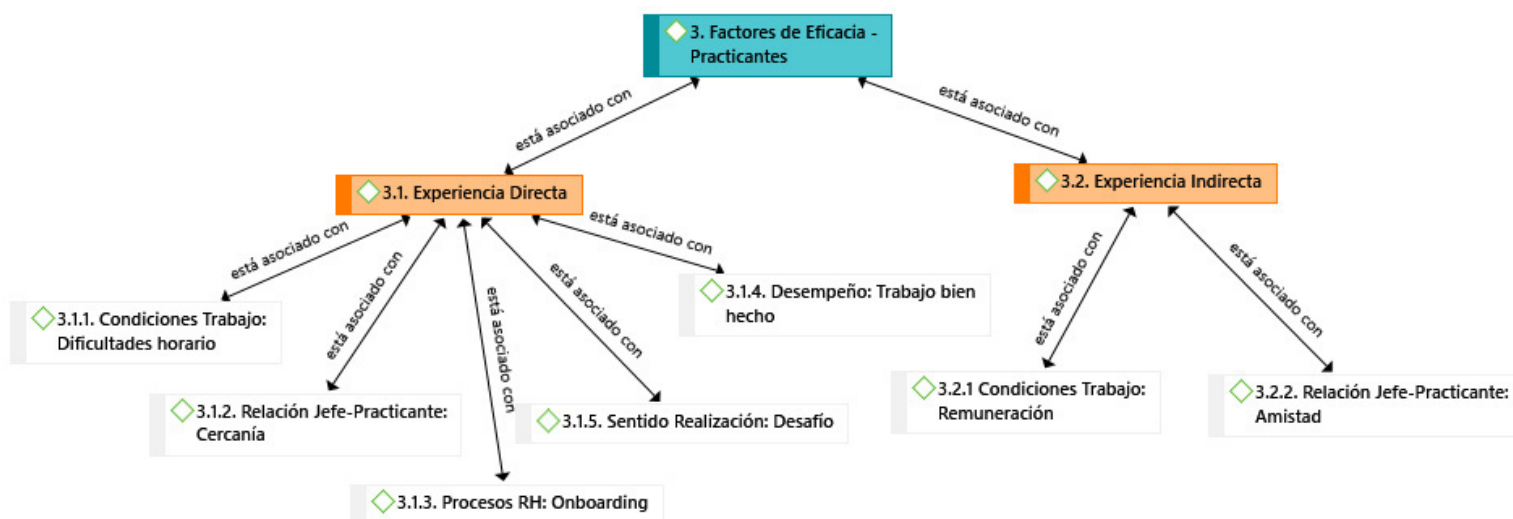 3. Factores de Eficacia -
Practicantes
está asociado con
está asociado con
3.1. Experiencia Directa
3.2. Experiencia Indirecta
está asociado con
está asociado con
está asociado con
está asociado con
está asociado con
está asociado con
está asociado con
3.1.1. Condiciones Trabajo:
Dificultades horario
3.1.2. Relación Jefe-Practicante:
Cercanía
3.1.3. Procesos RH: Onboarding
3.1.5. Sentido Realización: Desafío
3.1.4. Desempeño: Trabajo bien
hecho
3.2.1 Condiciones Trabajo:
Remuneración
3.2.2. Relación Jefe-Practicante:
Amistad